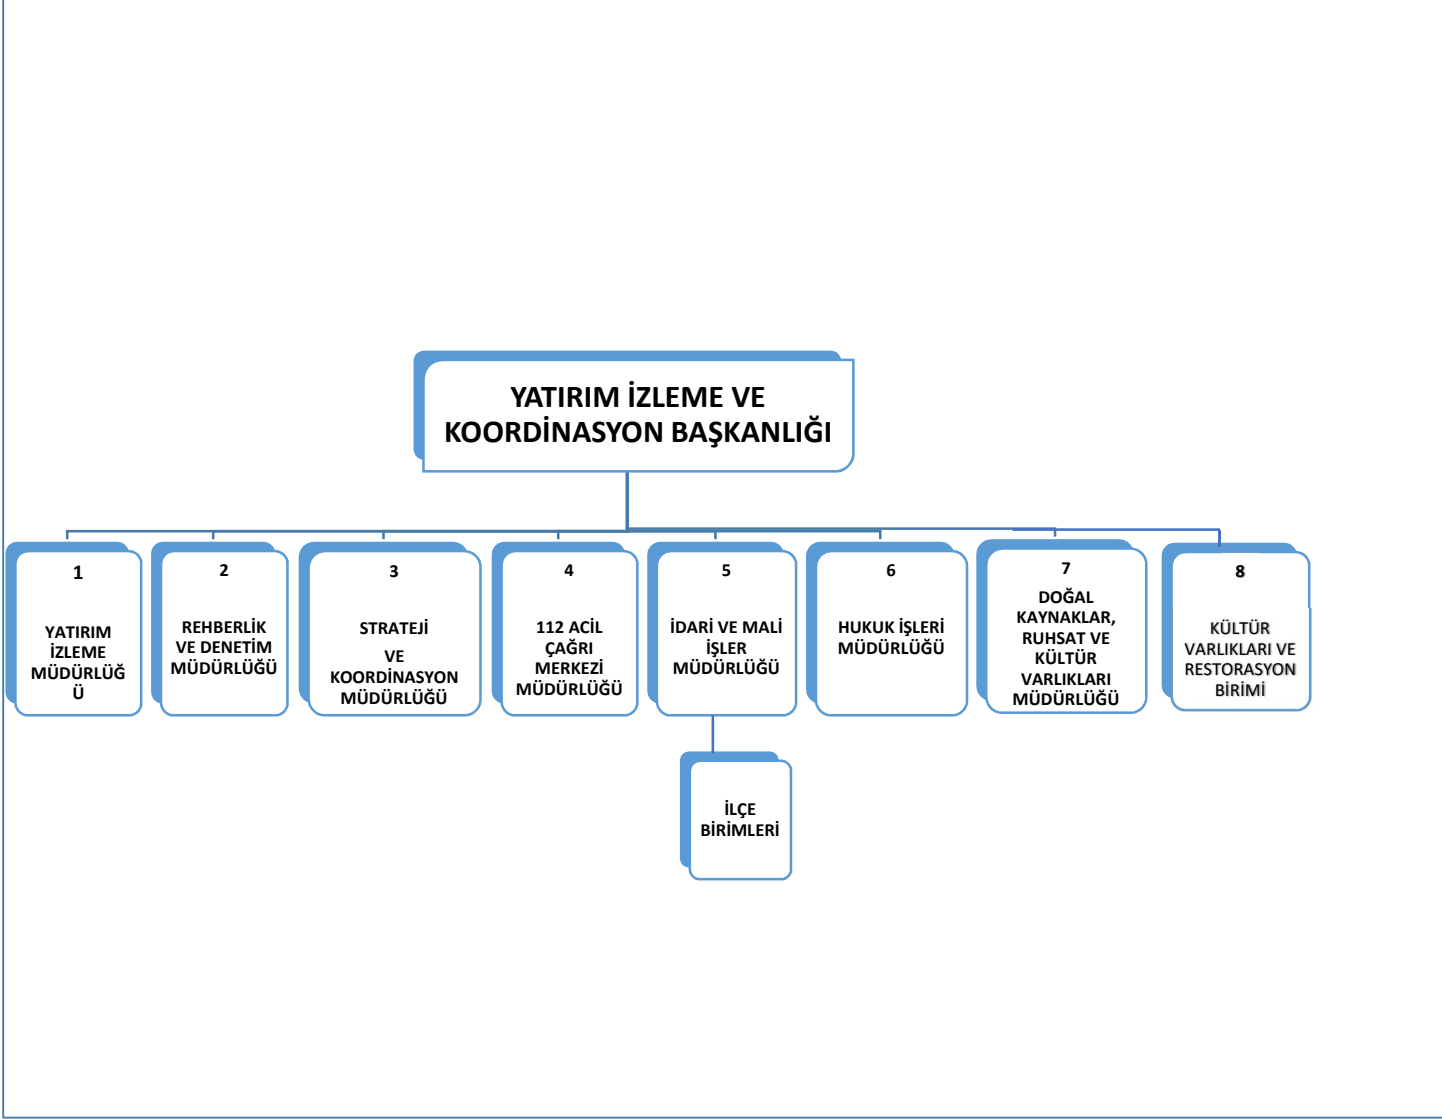 YATIRIM İZLEME VE
KOORDİNASYON BAŞKANLIĞI
1
YATIRIM
İZLEME
MÜDÜRLÜĞ
Ü
2
REHBERLİK
VE DENETİM
MÜDÜRLÜĞÜ
3
STRATEJİ
VE
KOORDİNASYON
MÜDÜRLÜĞÜ
4
112 ACİL
ÇAĞRI
MERKEZİ
MÜDÜRLÜĞÜ
5
İDARİ VE MALİ
İŞLER
MÜDÜRLÜĞÜ
6
HUKUK İŞLERİ
MÜDÜRLÜĞÜ
7
DOĞAL
KAYNAKLAR,
RUHSAT VE
KÜLTÜR
VARLIKLARI
MÜDÜRLÜĞÜ
8
KÜLTÜR
VARLIKLARI VE
RESTORASYON
BİRİMİ
İLÇE
BİRİMLERİ